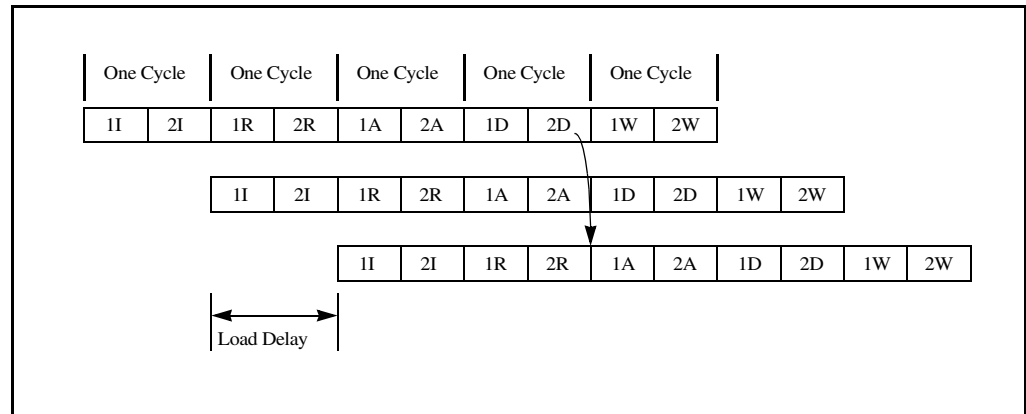 One Cycle One Cycle One Cycle One Cycle One Cycle
1I 2I 1R 2R 1A 2A 1D 2D 1W 2W
1I 2I 1R 2R 1A 2A 1D 2D 1W 2W
1I 2I 1R 2R 1A 2A 1D 2D 1W 2W
Load Delay